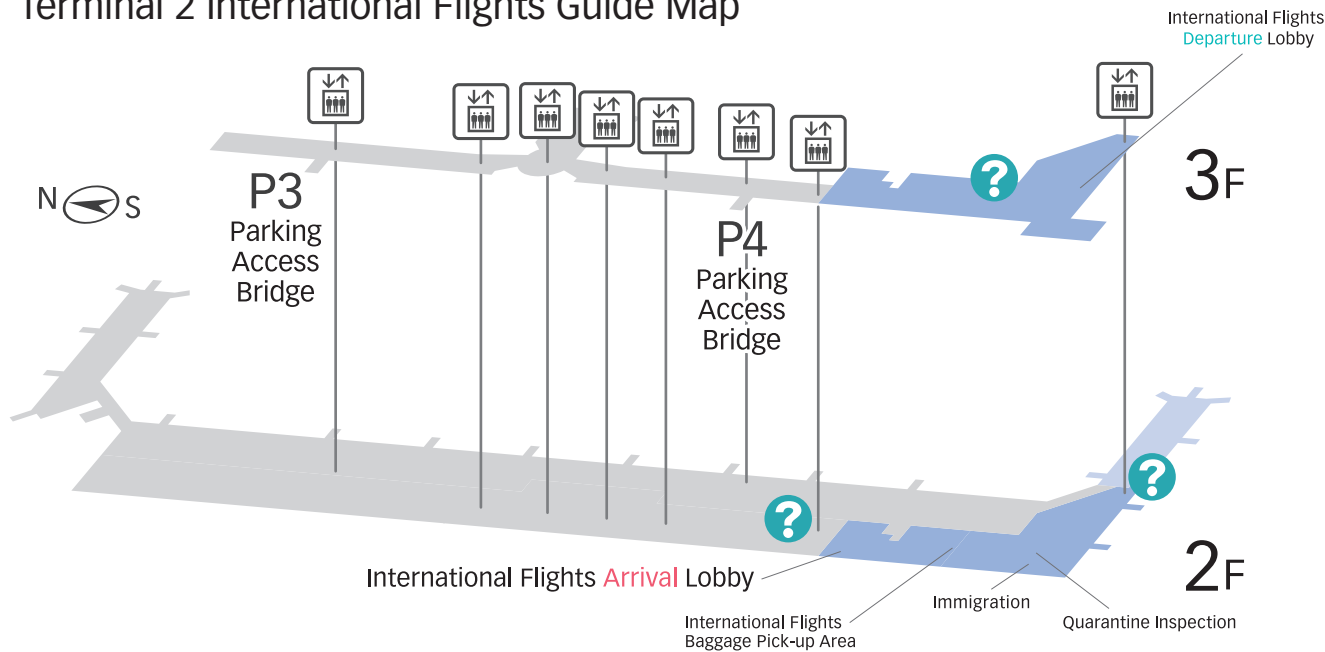 Terminal 2 International Flights Guide Map
International Flights
Departure Lobby
3F
N
S
P3
Parking
Access
Bridge
P4
Parking
Access
Bridge
?
?
?
2F
International Flights Arrival Lobby
International Flights
Baggage Pick-up Area
Immigration
Quarantine Inspection